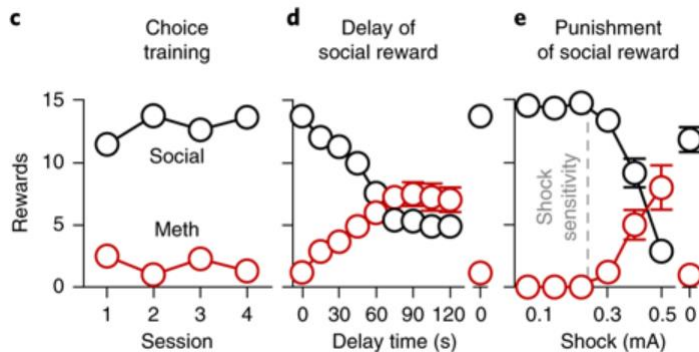 c
Choice
training
d
Delay of
social reward
e
Punishment
of social reward
Rewards
15
10
5
0
Social
Meth
1 2 3 4
Session
0 30 60 90 120 0
Delay time (s)
Shock
sensitivity
0.1 0.3 0.5 0
Shock (mA)